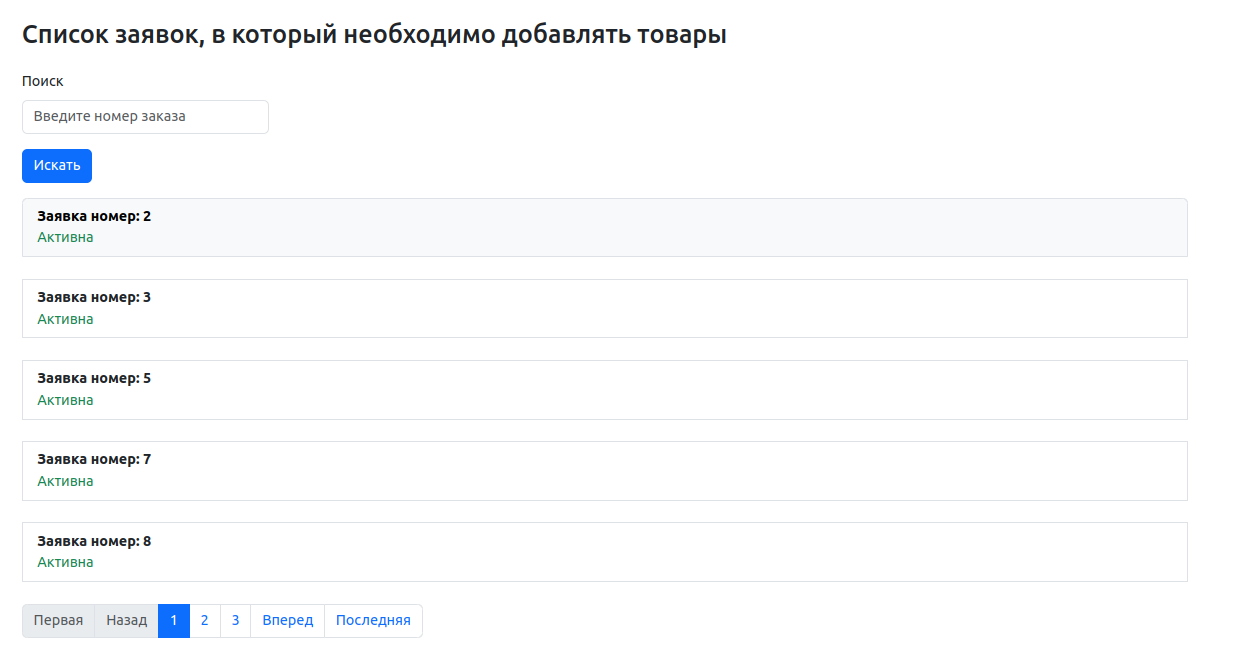 Список заявок, в который необходимо добавлять товары
Поиск
Введите номер заказа
Искать
Заявка номер: 2
Активна
Заявка номер: 3
Активна
Заявка номер: 5
Активна
Заявка номер: 7
Активна
Заявка номер: 8
Активна
Первая Назад 1 2 3 Вперед Последняя